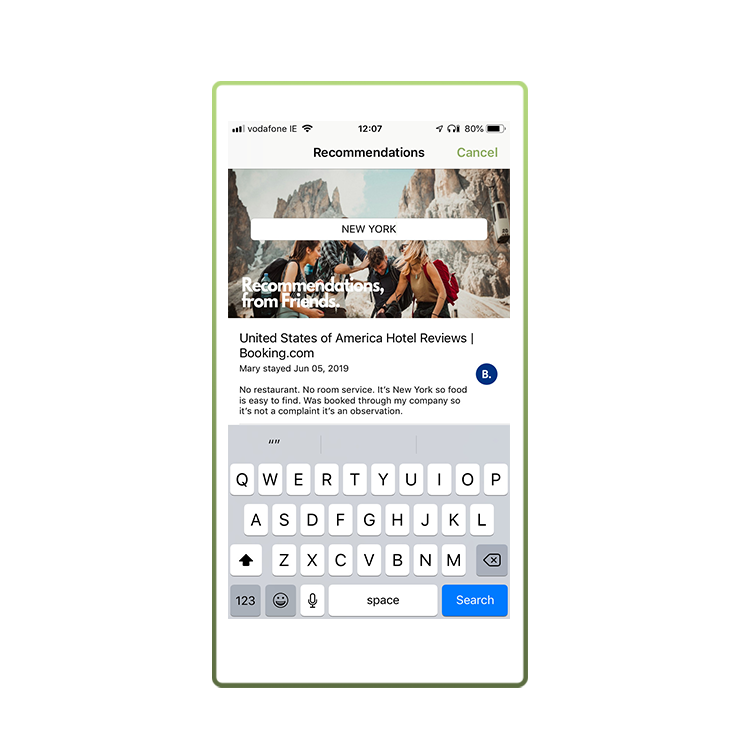 vodafone IE 12:07 80%
Recommendations Cancel
NEW YORK
Recommendations,
from Friends.
United States of America Hotel Reviews |
Booking.com
Mary stayed Jun 05, 2019
B.
No restaurant. No room service. It's New York so food
is easy to find. Was booked through my company so
it's not a complaint it's an observation.
""
Q W E R T Y U I O P
A S D F G H J K L
Z X C V B N M
123 space Search